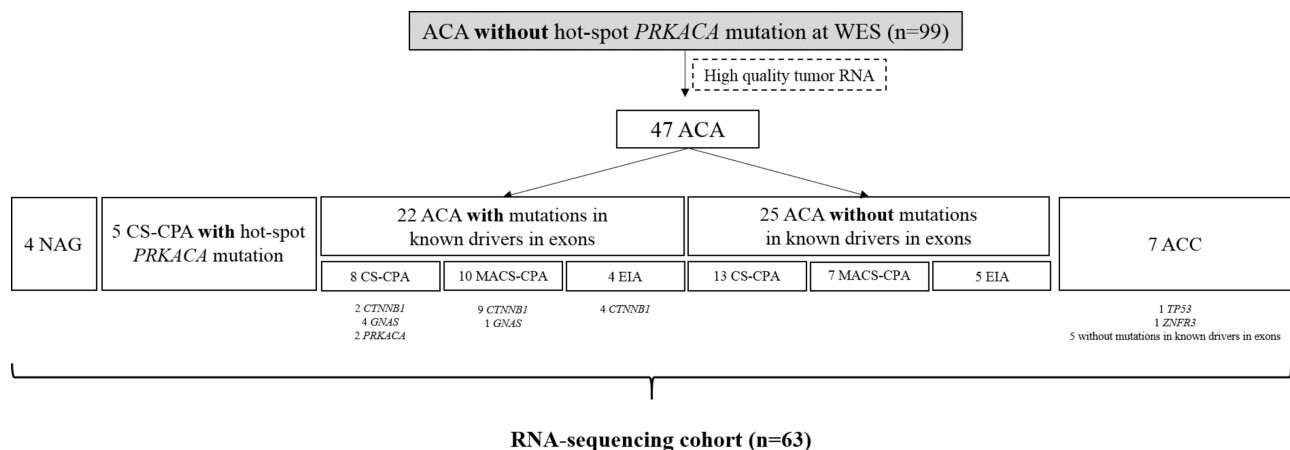 ACA without hot-spot PRKACA mutation at WES (n=99)
High quality tumor RNA
47 ACA
4 NAG
5 CS-CPA with hot-spot
PRKACA mutation
22 ACA with mutations in
known drivers in exons
25 ACA without mutations
in known drivers in exons
7 ACC
8 CS-CPA
10 MACS-CPA
4 EIA
13 CS-CPA
7 MACS-CPA
5 EIA
2 CTNNB1
4 GNAS
2 PRKACA
9 CTNNB1
1 GNAS
4 CTNNB1
1 TP53
1 ZNFR3
5 without mutations in known drivers in exons
RNA-sequencing cohort (n=63)